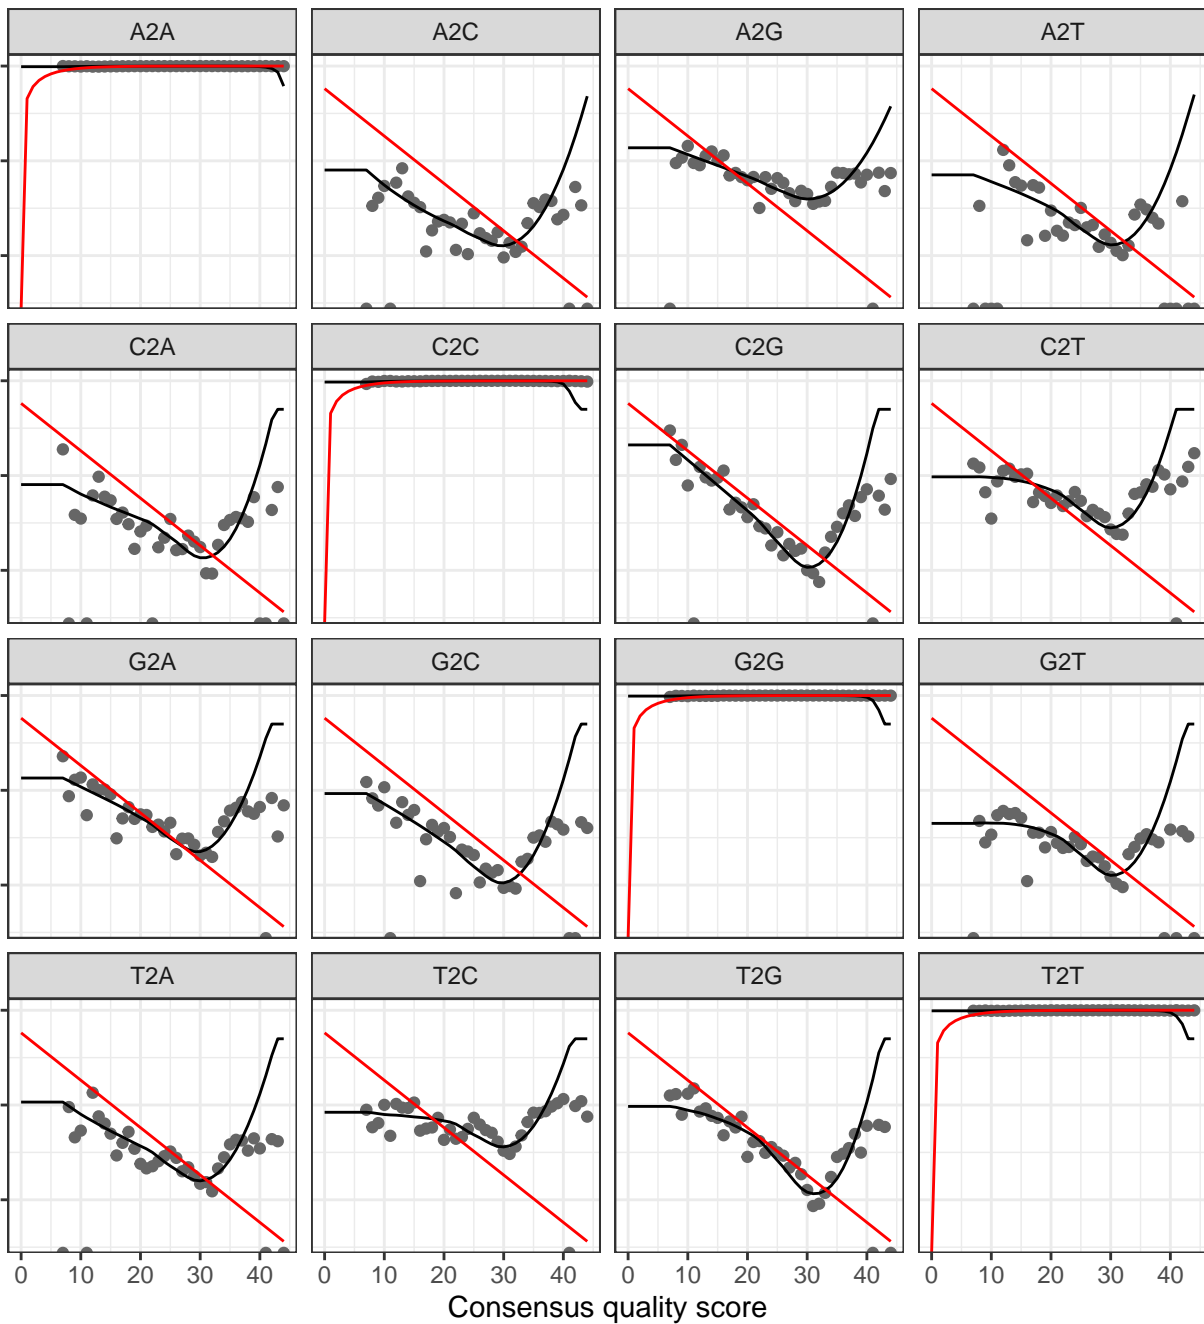 A2A A2C A2G A2T
C2A C2C C2G C2T
G2A G2C G2G G2T
T2A T2C T2G T2T
0 10 20 30 40 0 10 20 30 40 0 10 20 30 40 0 10 20 30 40
Consensus quality score